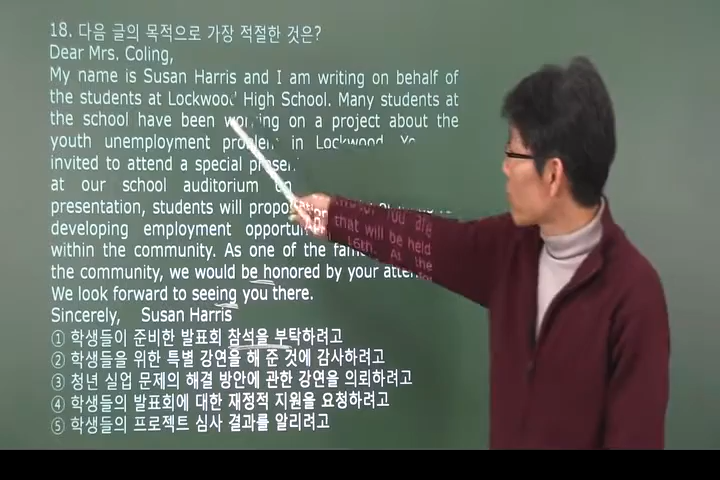 18. 다음 글의 목적으로 가장 적절한 것은?
Dear Mrs. Coling,
My name is Susan Harris and I am writing on behalf of
the students at Lockwood High School. Many students at
the school have been working on a project about the
youth unemployment problem in Lockwood.
invited to attend a special
at our school auditorium on
that will be held
16th. At the
presentation, students will
developing employment
within the community. As one of the
the community, we would be honored by your
We look forward to seeing you there.
Sincerely, Susan Harris
① 학생들이 준비한 발표회 참석을 부탁하려고
② 학생들을 위한 특별 강연을 해 준 것에 감사하려고
③ 청년 실업 문제의 해결 방안에 관한 강연을 의뢰하려고
④ 학생들의 발표회에 대한 재정적 지원을 요청하려고
⑤ 학생들의 프로젝트 심사 결과를 알리려고